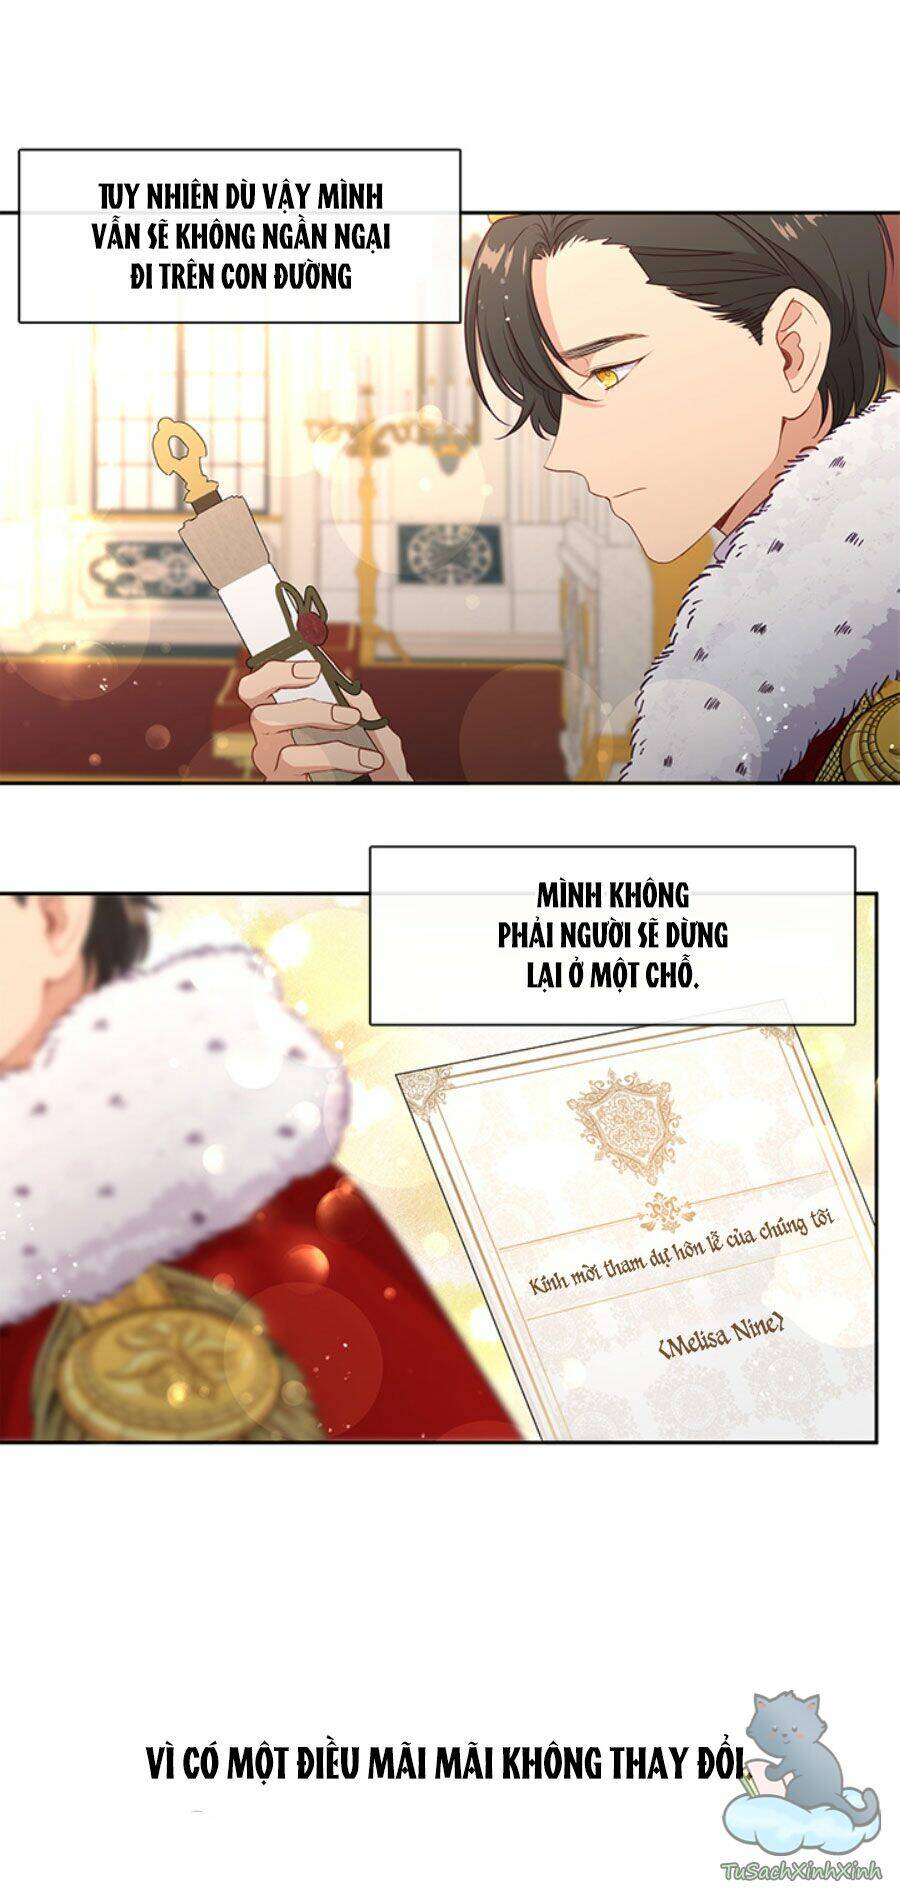 TUY NHIÊN DÙ VẬY MÌNH
VẪN SẼ KHÔNG NGẦN NGẠI
ĐI TRÊN CON ĐƯỜNG
MÌNH KHÔNG
PHẢI NGƯỜI SẼ DỪNG
LẠI Ở MỘT CHỖ.
Kính mời tham dự hôn lễ của chúng tôi
<Melisa Nine>
VÌ CÓ MỘT ĐIỀU MÃI MÃI KHÔNG THAY ĐỔI.
TuSachXinhXinh